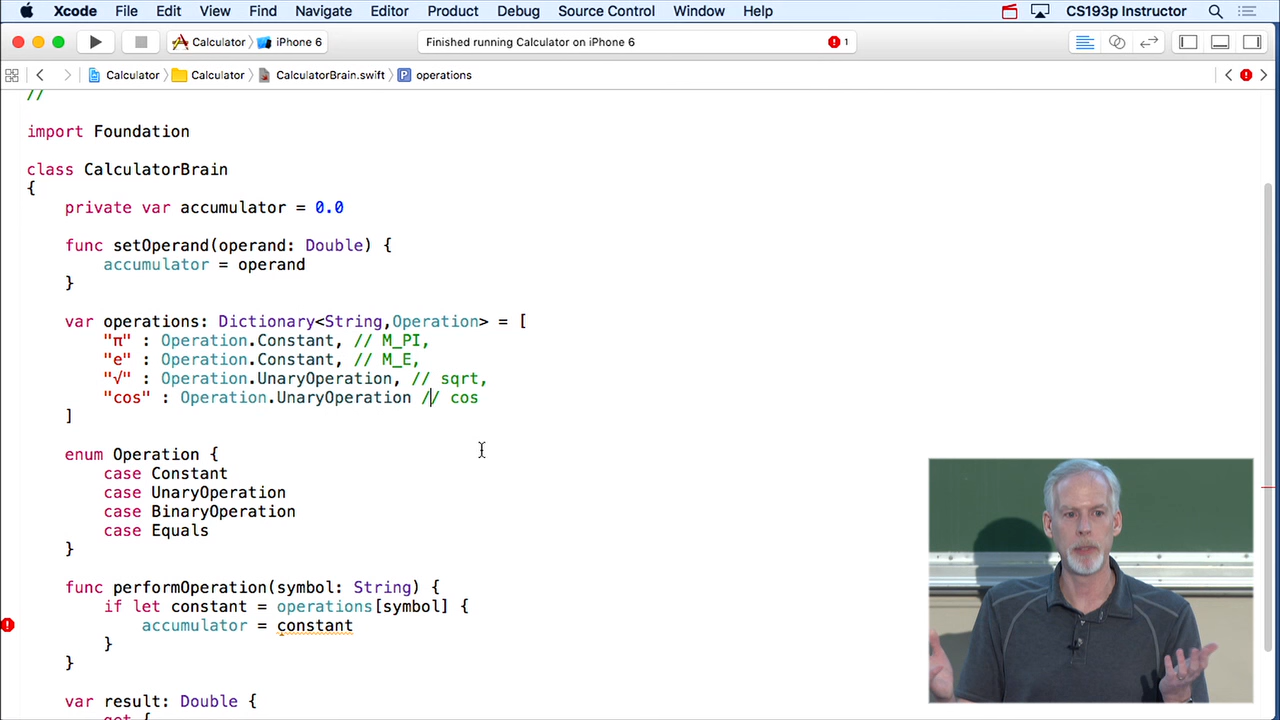 Xcode File Edit View Find Navigate Editor Product Debug Source Control Window Help CS193p Instructor
Calculator iPhone 6 Finished running Calculator on iPhone 6 1
Calculator Calculator CalculatorBrain.swift P operations
//
import Foundation
class CalculatorBrain
{
private var accumulator = 0.0
func setOperand(operand: Double) {
accumulator = operand
}
var operations: Dictionary<String,Operation> = [
"π" : Operation.Constant, // M_PI,
"e" : Operation.Constant, // M_E,
"√" : Operation.UnaryOperation, // sqrt,
"cos" : Operation.UnaryOperation // cos
]
enum Operation {
case Constant
case UnaryOperation
case BinaryOperation
case Equals
}
func performOperation(symbol: String) {
if let constant = operations[symbol] {
accumulator = constant
}
}
var result: Double {
get {